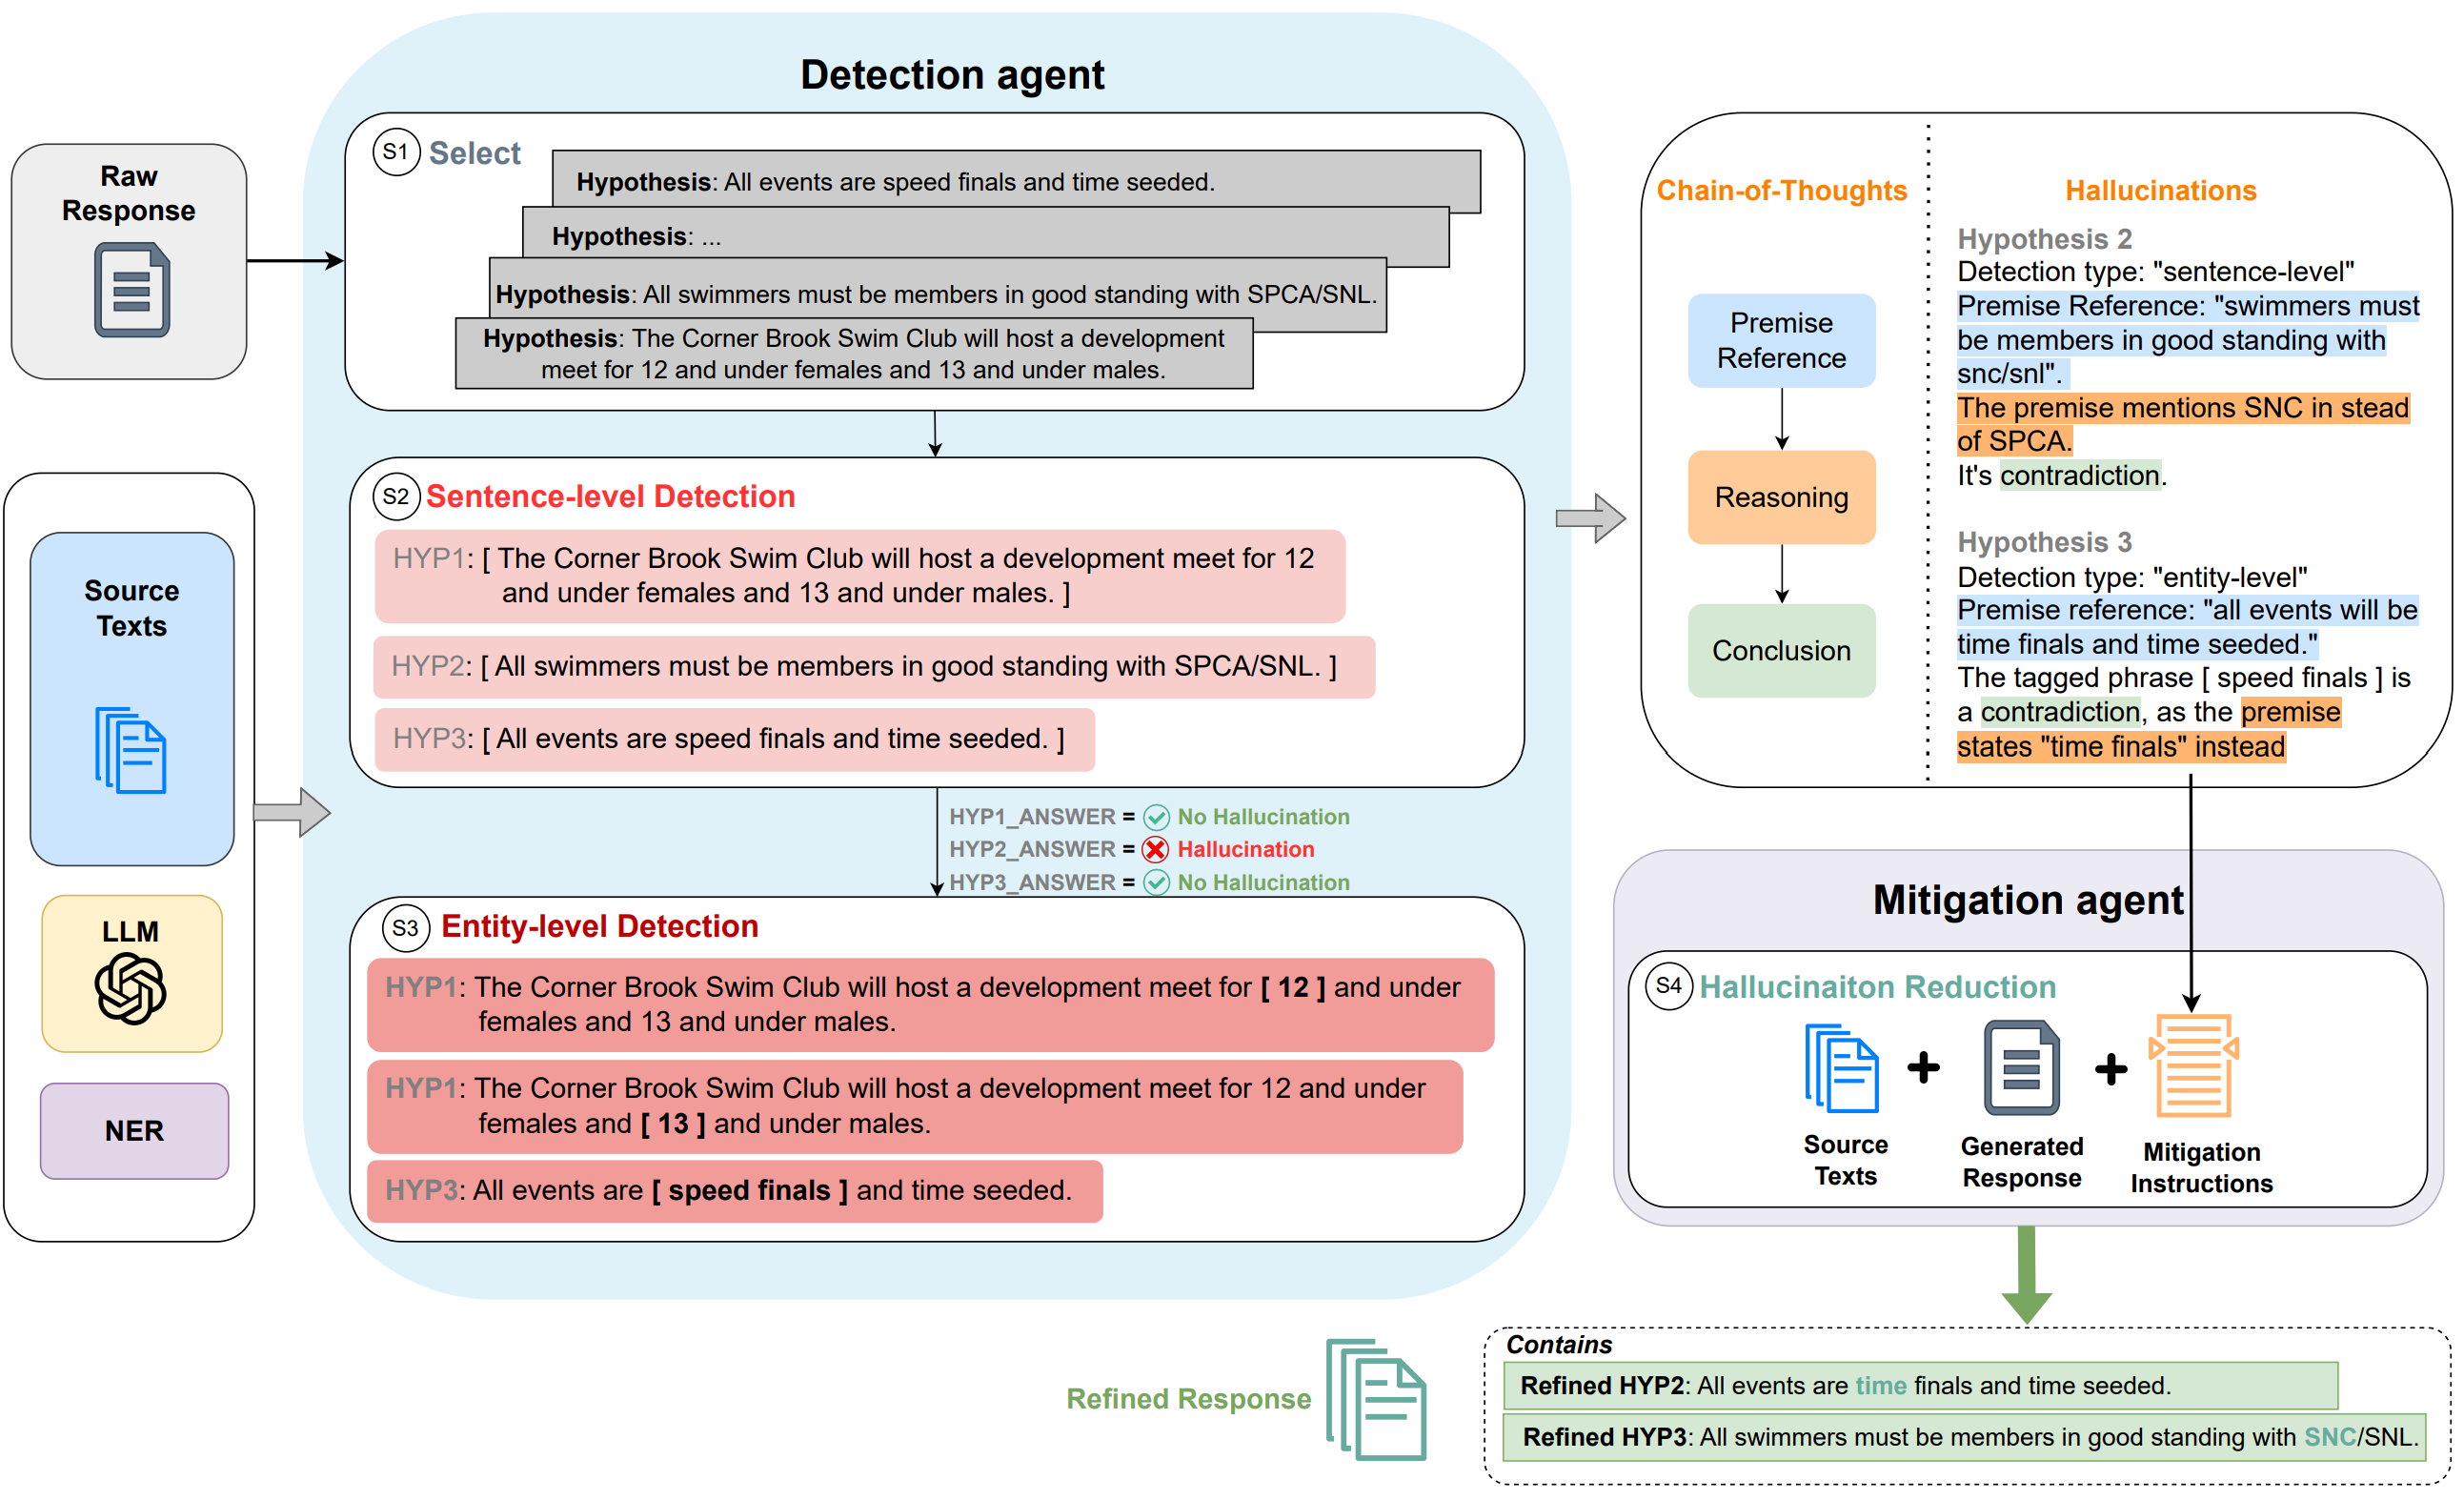 Detection agent
Raw
Response
S1 Select
Hypothesis: All events are speed finals and time seeded.
Hypothesis: ...
Hypothesis: All swimmers must be members in good standing with SPCA/SNL.
Hypothesis: The Corner Brook Swim Club will host a development
meet for 12 and under females and 13 and under males.
Source
Texts
LLM
NER
S2 Sentence-level Detection
HYP1: [ The Corner Brook Swim Club will host a development meet for 12
and under females and 13 and under males. ]
HYP2: [ All swimmers must be members in good standing with SPCA/SNL. ]
HYP3: [ All events are speed finals and time seeded. ]
HYP1_ANSWER = No Hallucination
HYP2_ANSWER = Hallucination
HYP3_ANSWER = No Hallucination
S3 Entity-level Detection
HYP1: The Corner Brook Swim Club will host a development meet for [ 12 ] and under
females and 13 and under males.
HYP1: The Corner Brook Swim Club will host a development meet for 12 and under
females and [ 13 ] and under males.
HYP3: All events are [ speed finals ] and time seeded.
Chain-of-Thoughts
Premise
Reference
Reasoning
Conclusion
Hallucinations
Hypothesis 2
Detection type: "sentence-level"
Premise Reference: "swimmers must
be members in good standing with
snc/snl".
The premise mentions SNC in stead
of SPCA.
It's contradiction.
Hypothesis 3
Detection type: "entity-level"
Premise reference: "all events will be
time finals and time seeded."
The tagged phrase [ speed finals ] is
a contradiction, as the premise
states "time finals" instead
Mitigation agent
S4 Hallucinaiton Reduction
Source
Texts
Generated
Response
Mitigation
Instructions
Refined Response
Contains
Refined HYP2: All events are time finals and time seeded.
Refined HYP3: All swimmers must be members in good standing with SNC/SNL.